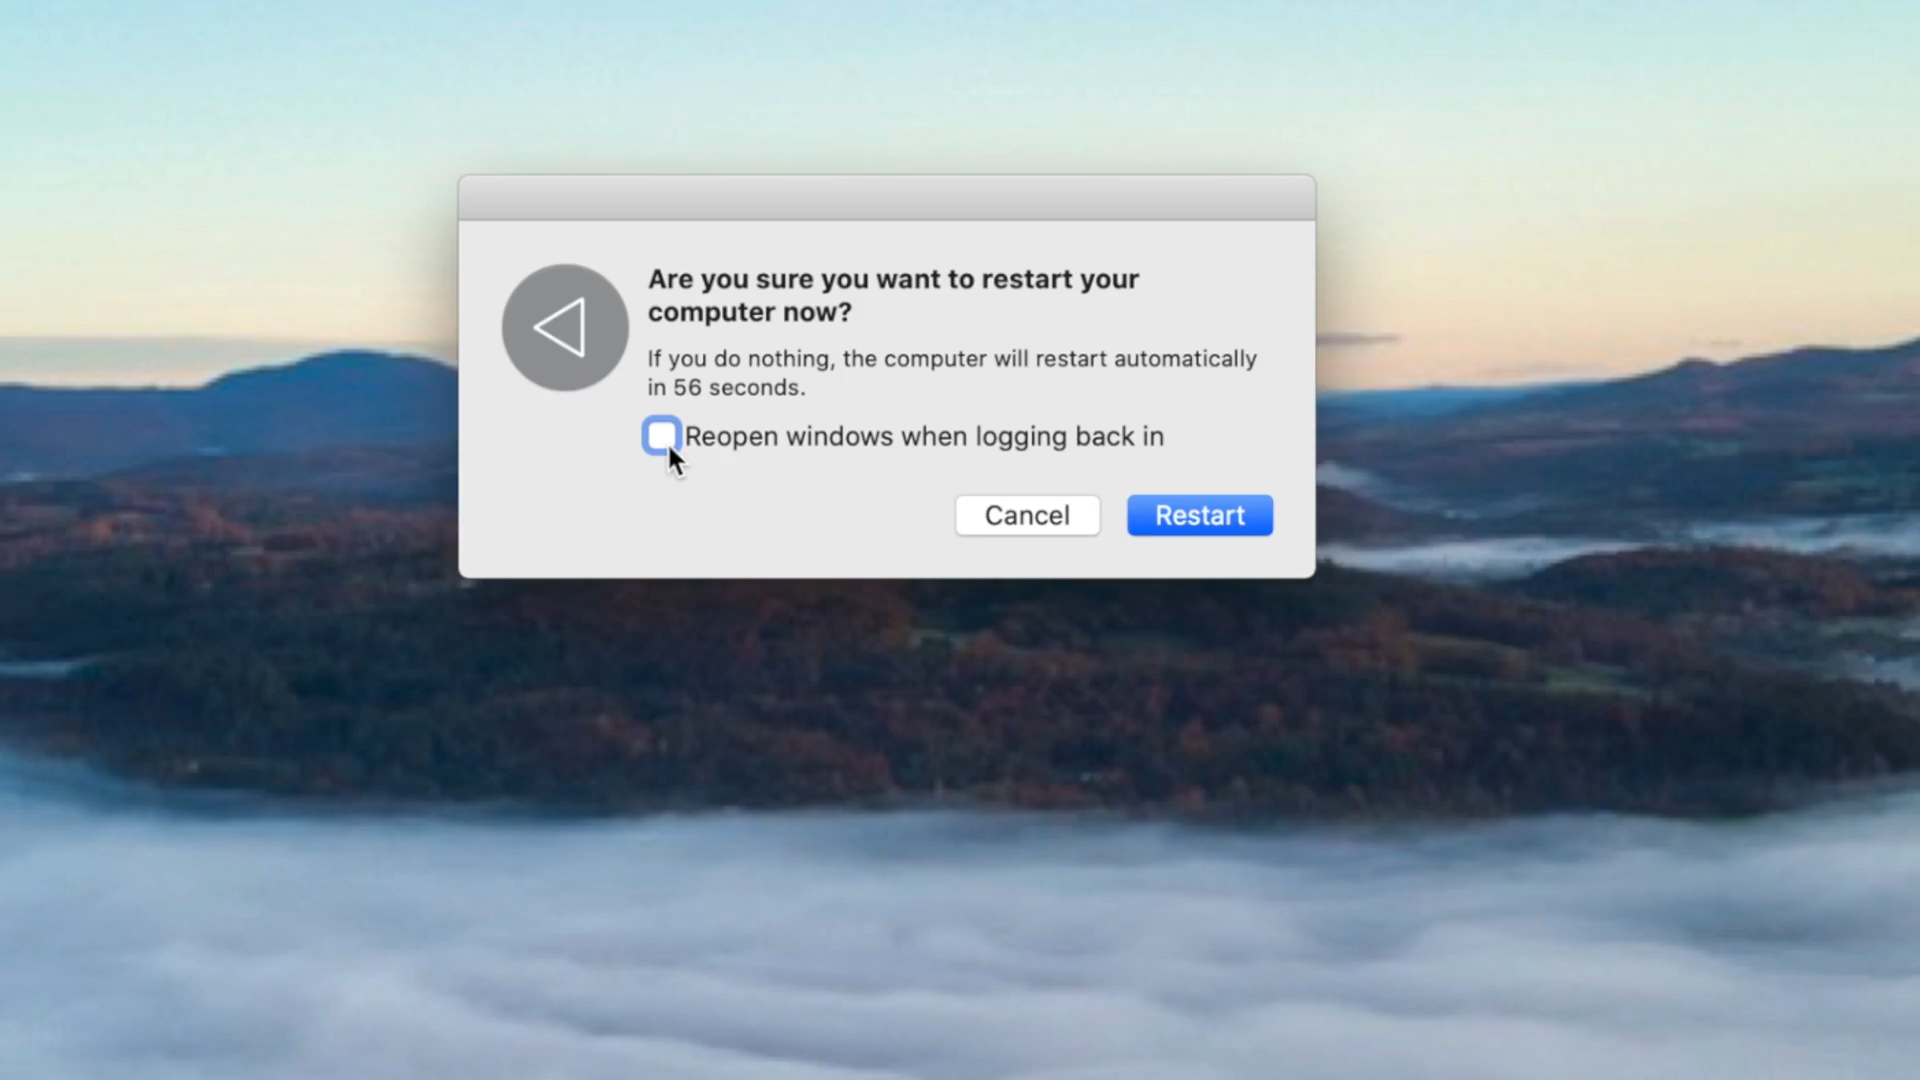 Are you sure you want to restart your
computer now?
If you do nothing, the computer will restart automatically
in 56 seconds.
Reopen windows when logging back in
Cancel
Restart